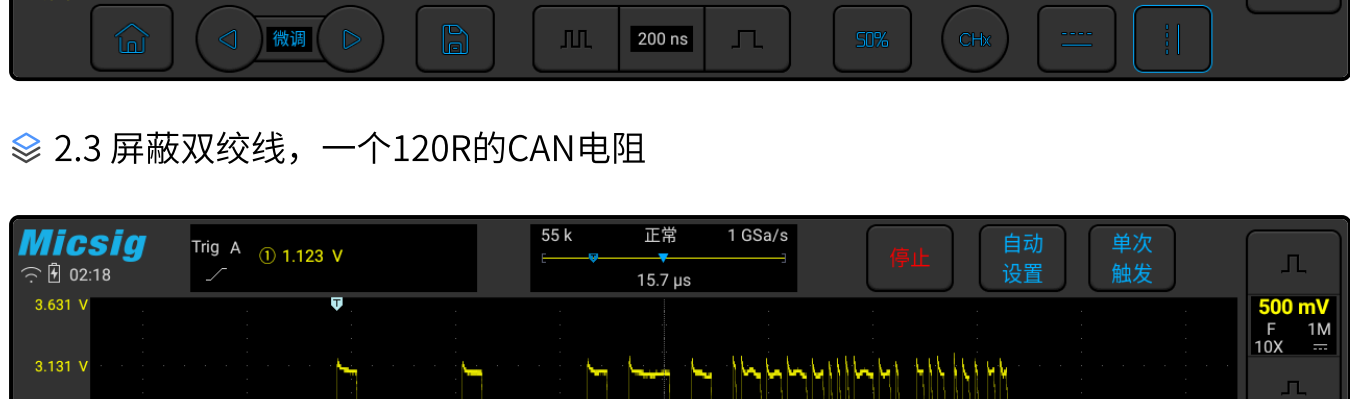 微调
200 ns
50%
CHx
2.3 屏蔽双绞线，一个120R的CAN电阻
Micsig
02:18
Trig A
① 1.123 V
55 k 正常 1 GSa/s
15.7 μs
停止
自动
设置
单次
触发
3.631 V
T
500 mV
F 1M
10X
3.131 V